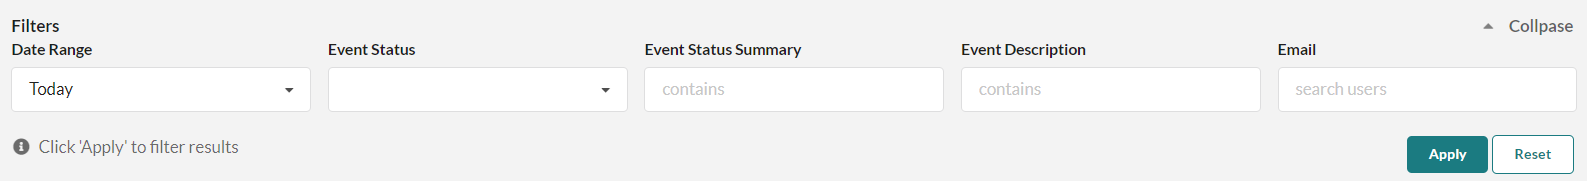 Filters
Collpase
Date Range
Event Status
Event Status Summary
Event Description
Email
Today
contains
contains
search users
Click 'Apply' to filter results
Apply
Reset